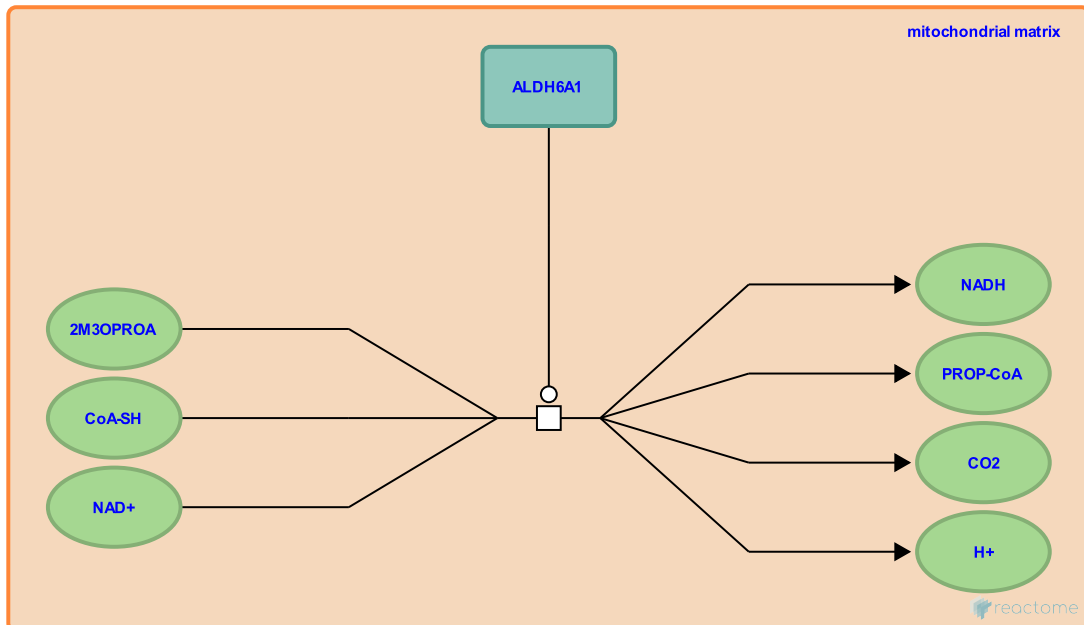 mitochondrial matrix
ALDH6A1
NADH
2M3OPROA
PROP-CoA
CoA-SH
CO2
NAD+
H+
reactome